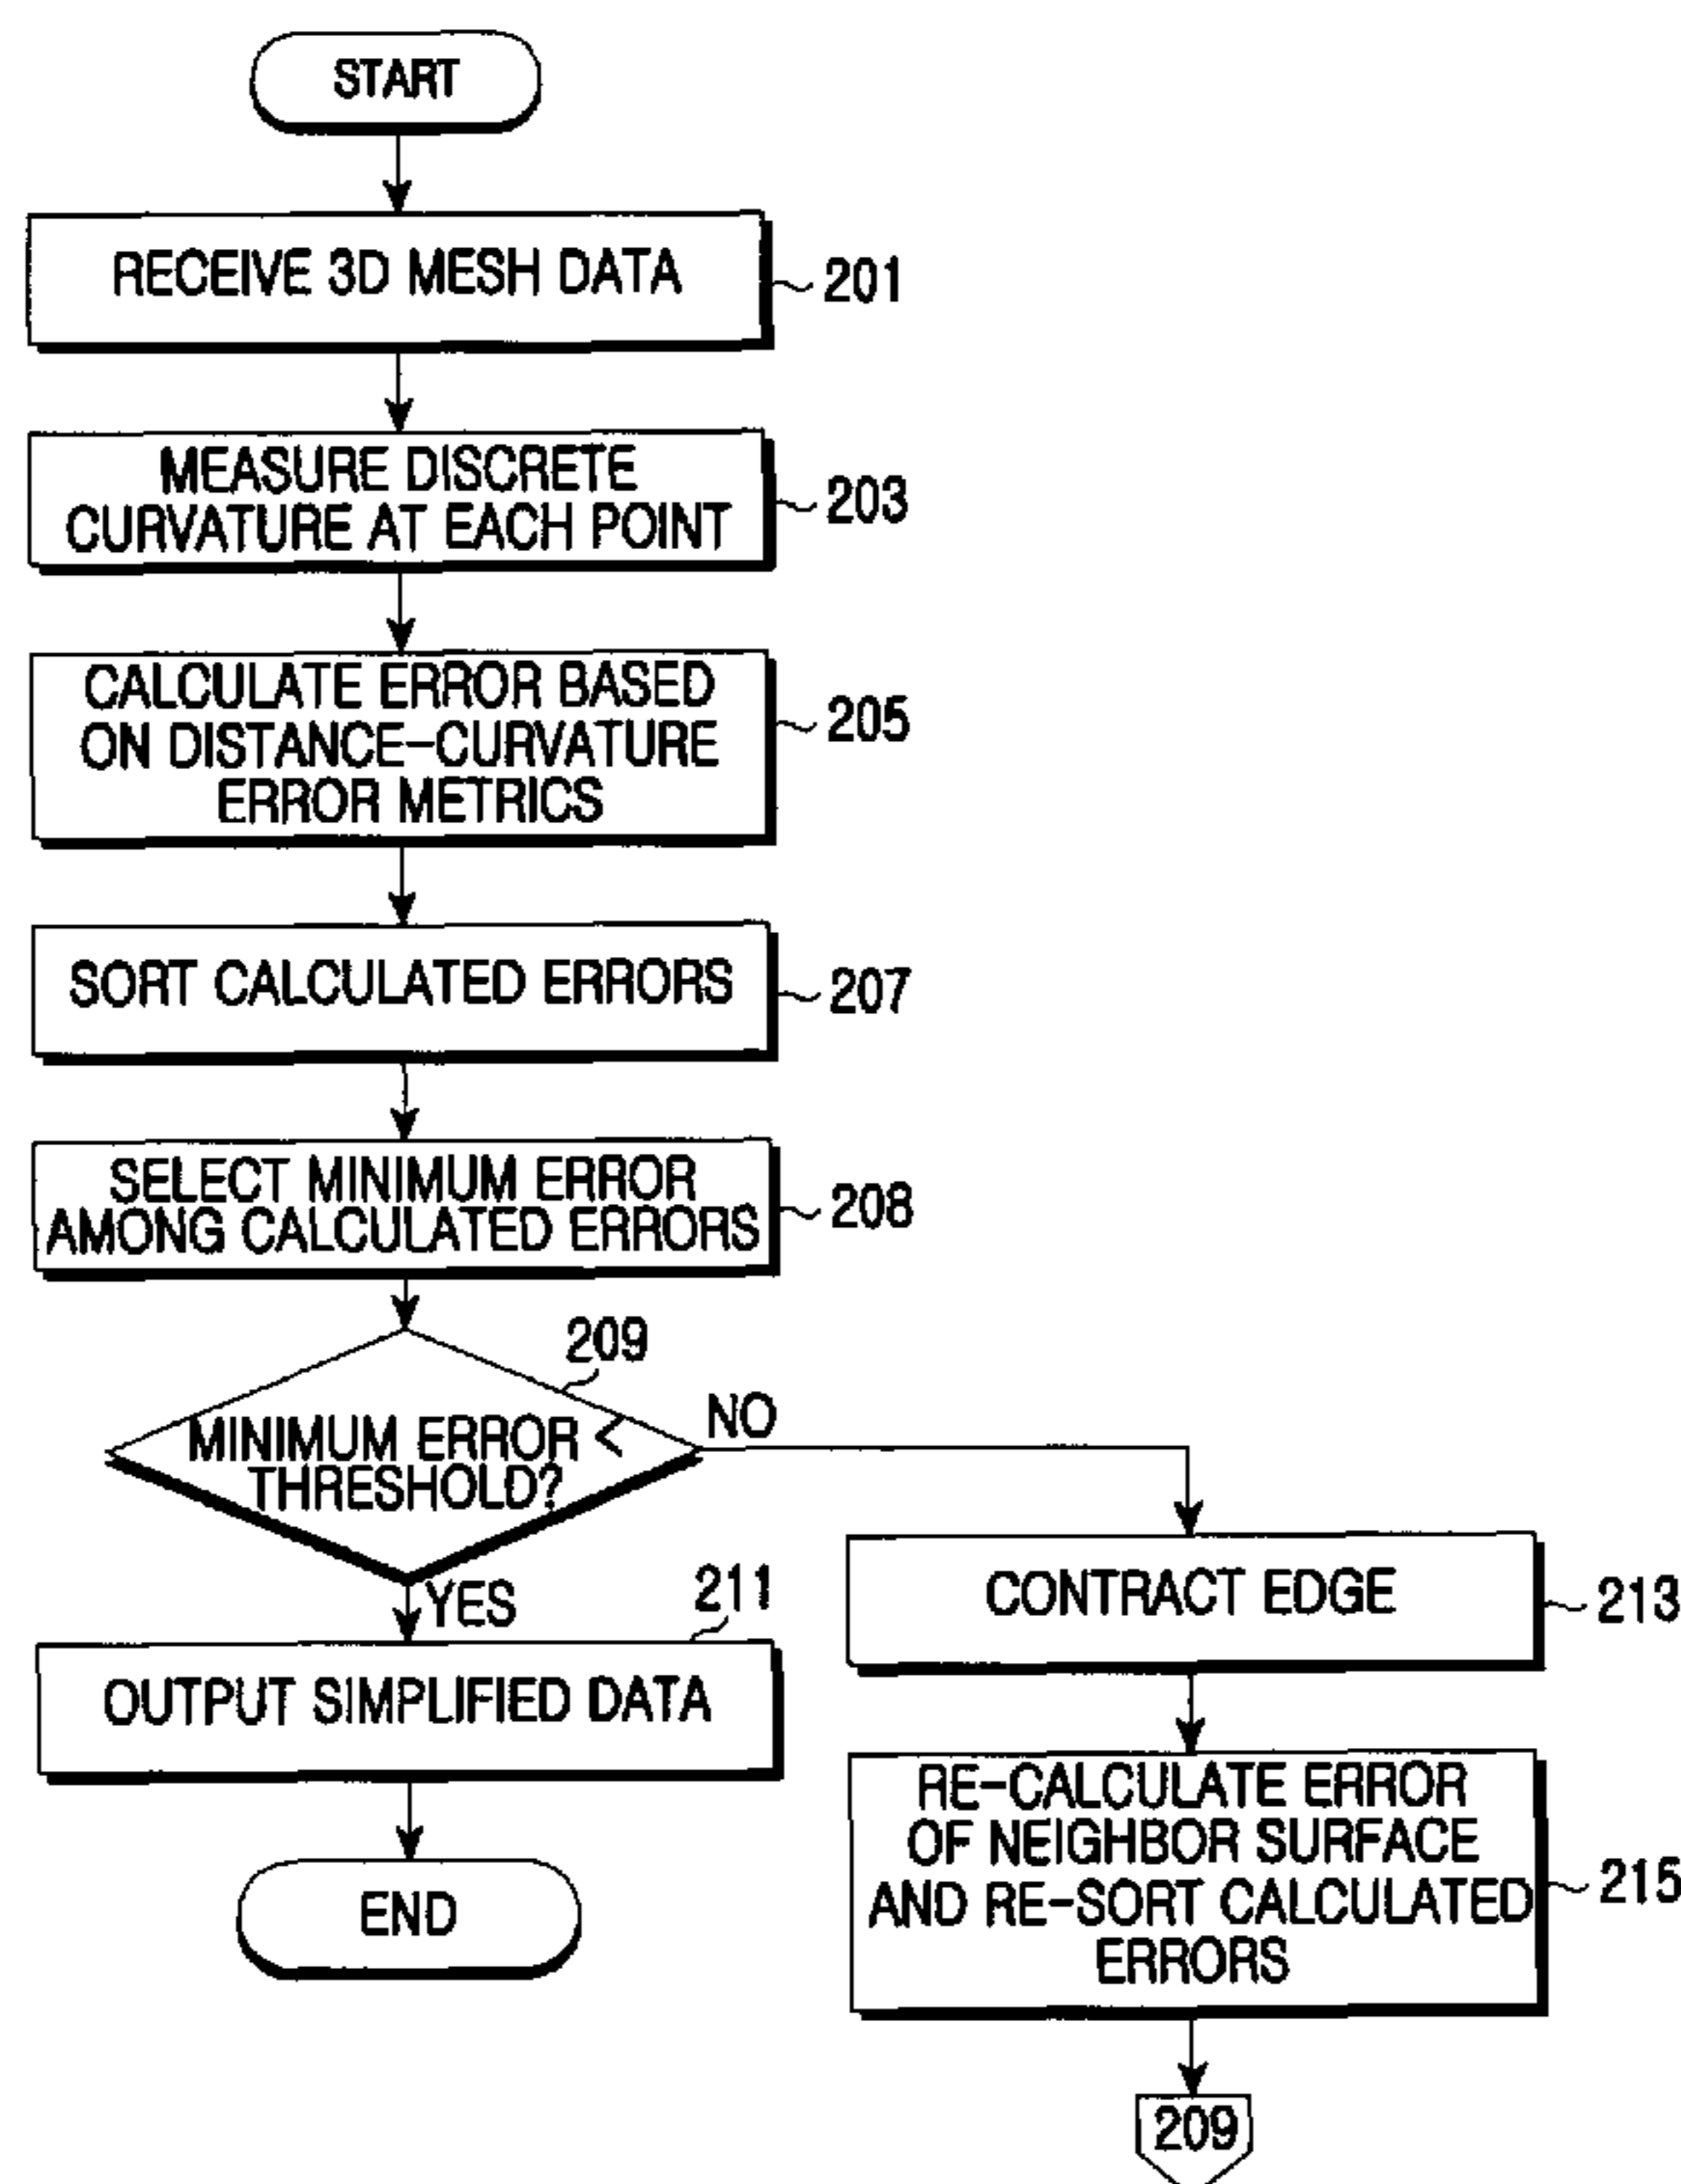 START
RECEIVE 3D MESH DATA
201
MEASURE DISCRETE
CURVATURE AT EACH POINT
203
CALCULATE ERROR BASED
ON DISTANCE-CURVATURE
ERROR METRICS
205
SORT CALCULATED ERRORS
207
SELECT MINIMUM ERROR
AMONG CALCULATED ERRORS
208
209
MINIMUM ERROR <
THRESHOLD?
NO
YES
211
OUTPUT SIMPLIFIED DATA
END
CONTRACT EDGE
213
RE-CALCULATE ERROR
OF NEIGHBOR SURFACE
AND RE-SORT CALCULATED
ERRORS
215
209